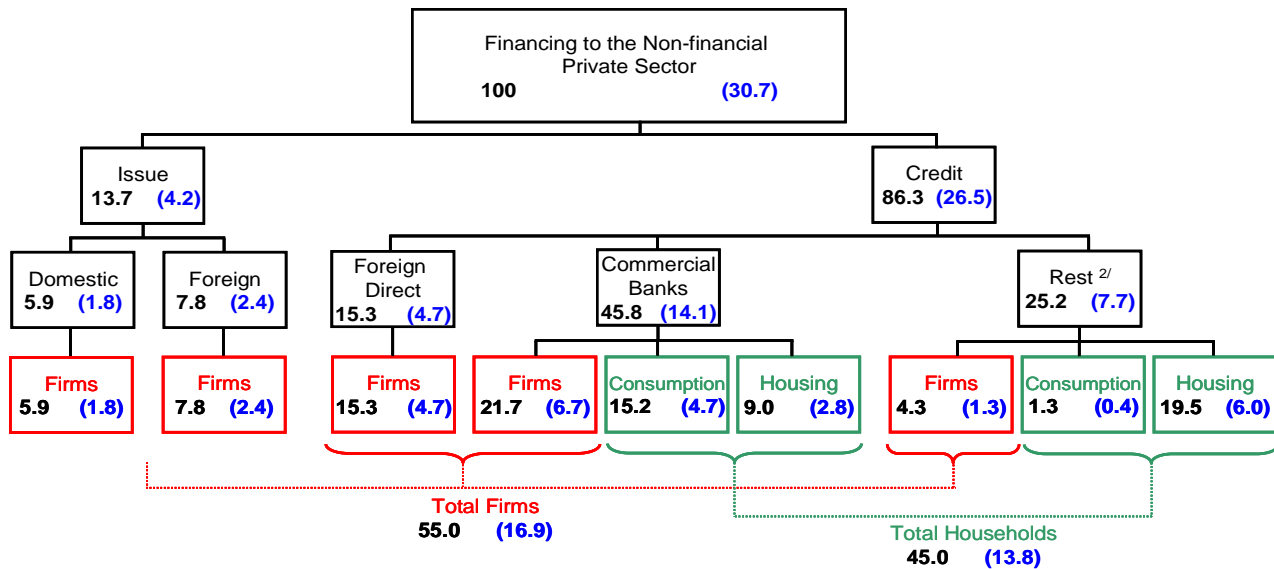 Financing to the Non-financial
Private Sector
100 (30.7)
Issue
13.7 (4.2)
Credit
86.3 (26.5)
Domestic
5.9 (1.8)
Foreign
7.8 (2.4)
Foreign
Direct
15.3 (4.7)
Commercial
Banks
45.8 (14.1)
Rest 2/
25.2 (7.7)
Firms
5.9 (1.8)
Firms
7.8 (2.4)
Firms
15.3 (4.7)
Firms
21.7 (6.7)
Consumption
15.2 (4.7)
Housing
9.0 (2.8)
Firms
4.3 (1.3)
Consumption
1.3 (0.4)
Housing
19.5 (6.0)
Total Firms
55.0 (16.9)
Total Households
45.0 (13.8)